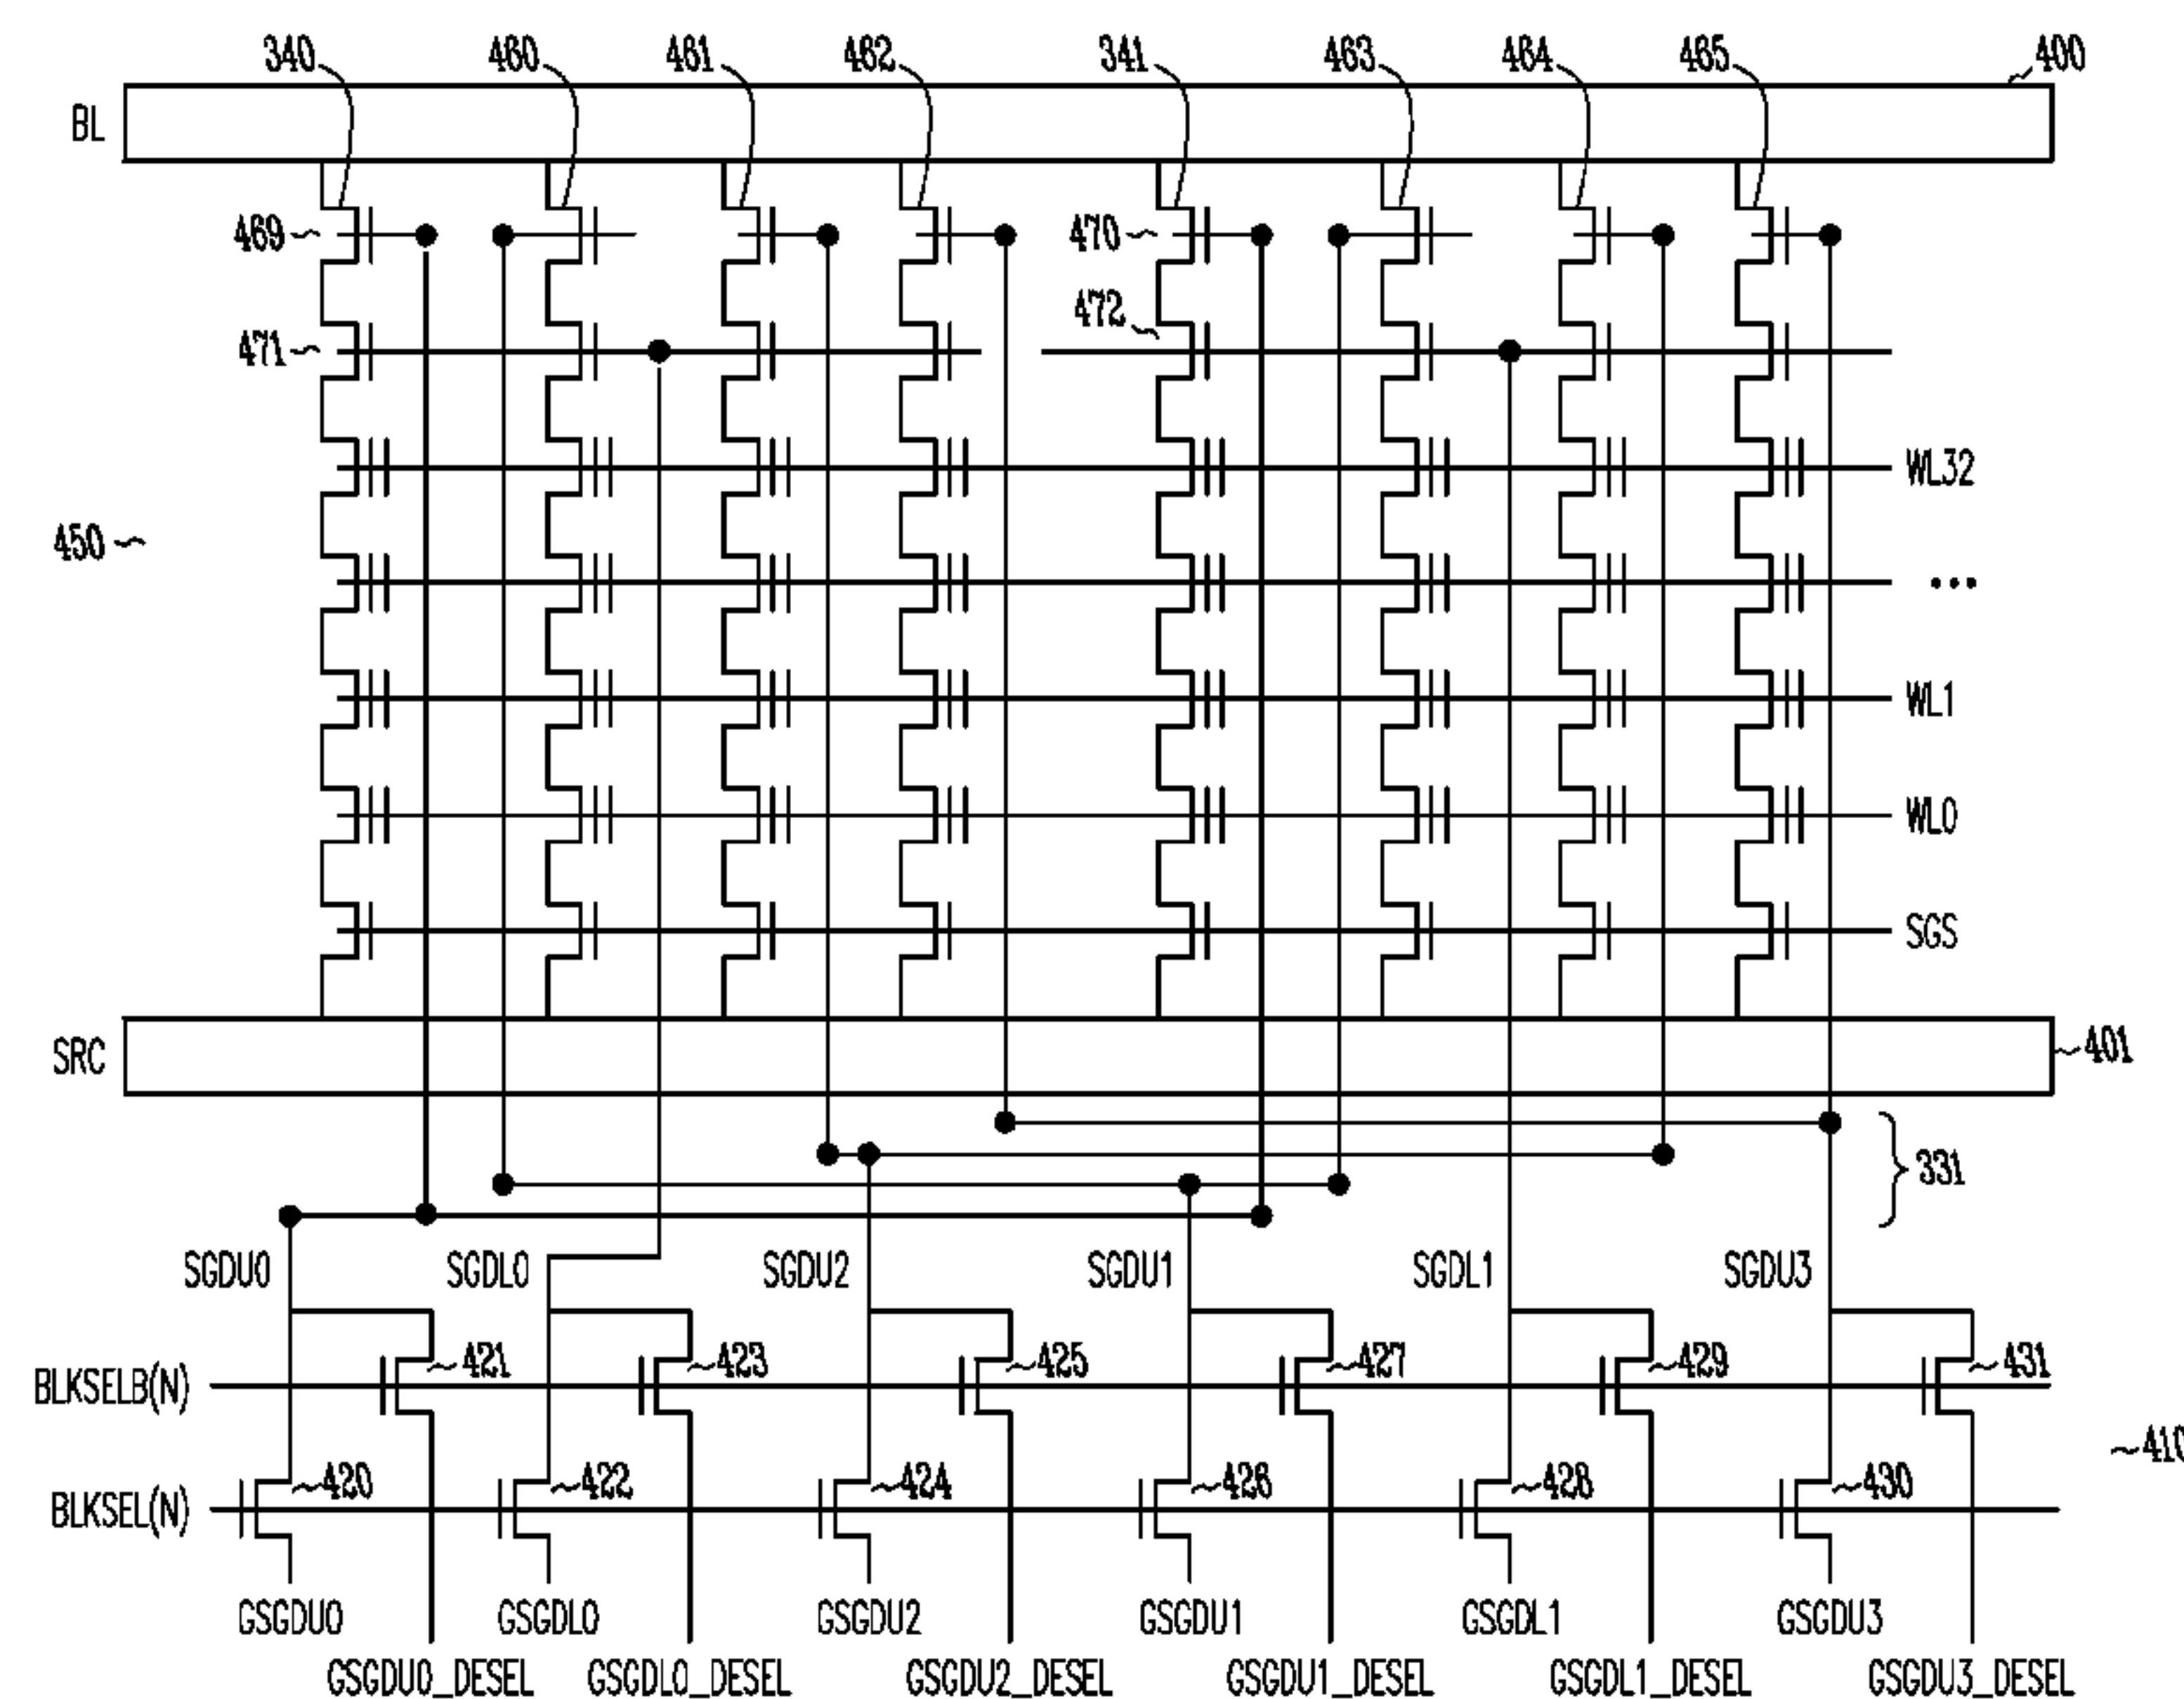 340 460 461 462 341 463 464 465 400
BL
469 470
471 472
WL32
450
...
WL1
WL0
SGS
SRC 401
331
SGDU0 SGDL0 SGDU2 SGDU1 SGDL1 SGDU3
BLKSELB(N) 421 423 425 427 429 431
410
BLKSEL(N) 420 422 424 426 428 430
GSGDU0 GSGDL0 GSGDU2 GSGDU1 GSGDL1 GSGDU3
GSGDU0_DESEL GSGDL0_DESEL GSGDU2_DESEL GSGDU1_DESEL GSGDL1_DESEL GSGDU3_DESEL